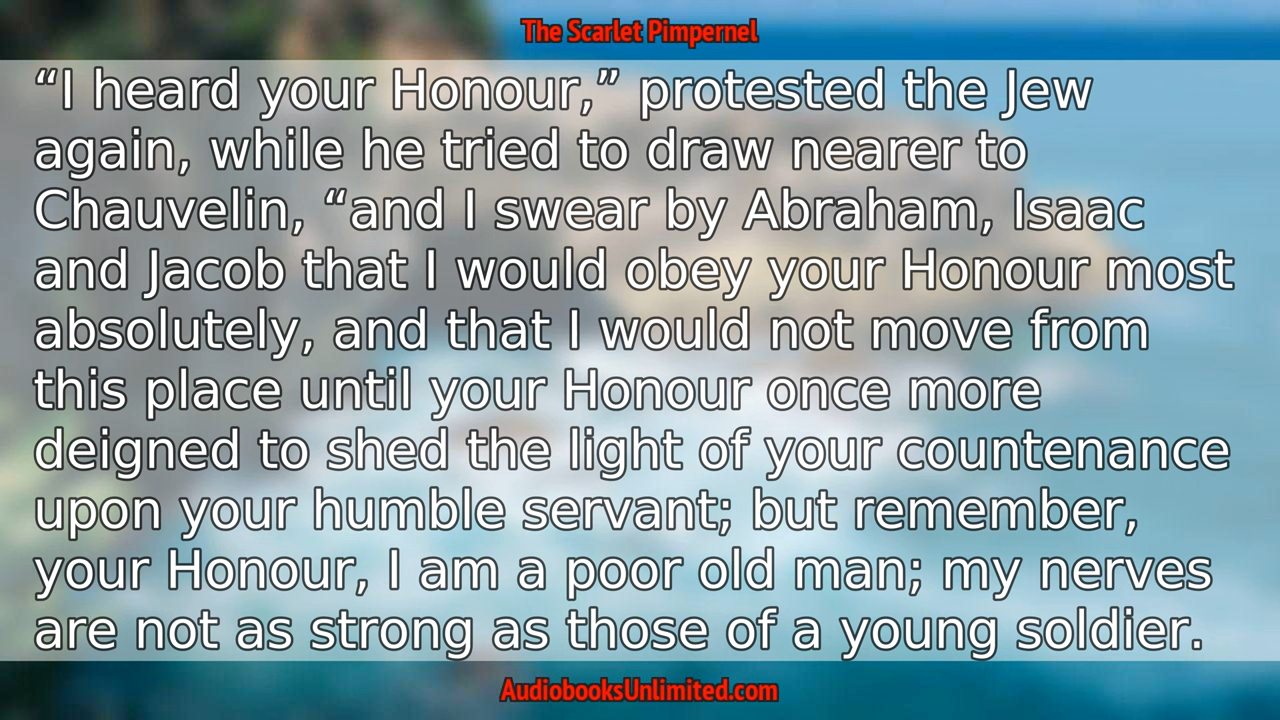 The Scarlet Pimpernel
“I heard your Honour,” protested the Jew
again, while he tried to draw nearer to
Chauvelin, “and I swear by Abraham, Isaac
and Jacob that I would obey your Honour most
absolutely, and that I would not move from
this place until your Honour once more
deigned to shed the light of your countenance
upon your humble servant; but remember,
your Honour, I am a poor old man; my nerves
are not as strong as those of a young soldier.
AudiobooksUnlimited.com